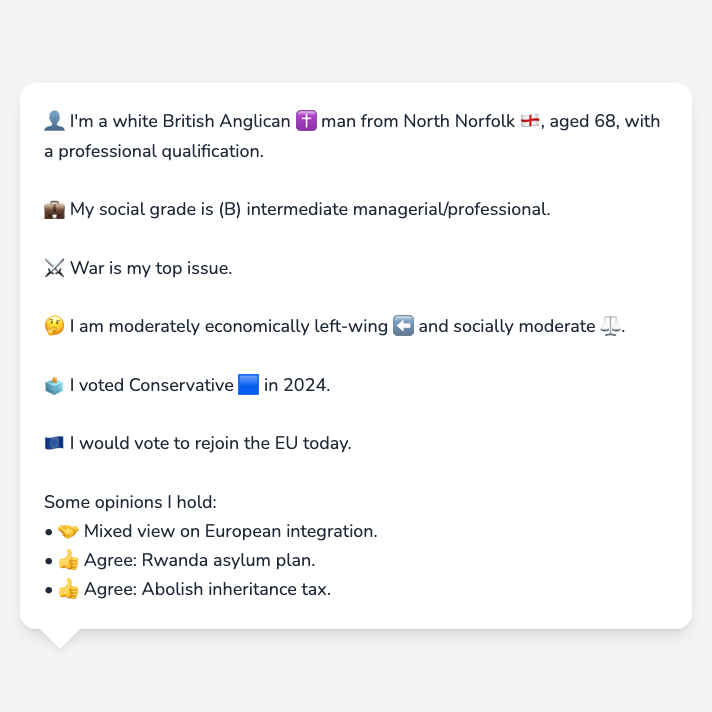 👤 I'm a white British Anglican ✝️ man from North Norfolk 🏴󠁧󠁢󠁥󠁮󠁧󠁿, aged 68, with
a professional qualification.
💼 My social grade is (B) intermediate managerial/professional.
⚔️ War is my top issue.
🤔 I am moderately economically left-wing ⬅️ and socially moderate ⚖️.
🗳️ I voted Conservative 🟦 in 2024.
🇪🇺 I would vote to rejoin the EU today.
Some opinions I hold:
• 🤝 Mixed view on European integration.
• 👍 Agree: Rwanda asylum plan.
• 👍 Agree: Abolish inheritance tax.